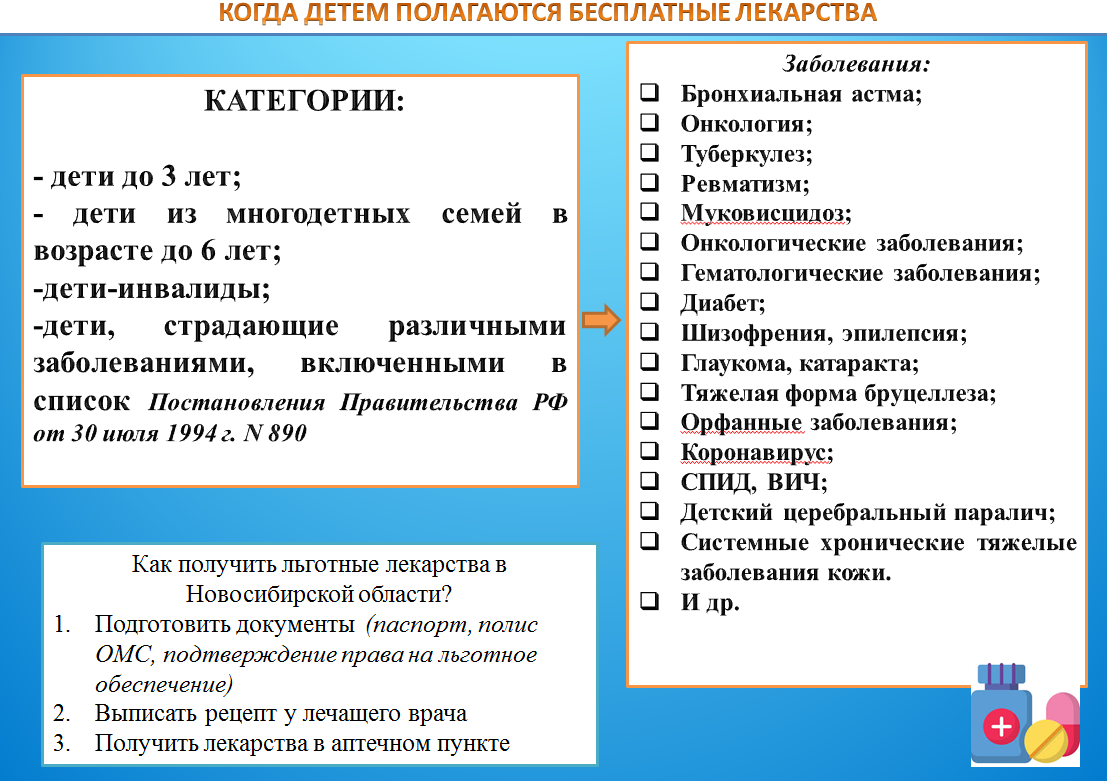 КОГДА ДЕТЕМ ПОЛАГАЮТСЯ БЕСПЛАТНЫЕ ЛЕКАРСТВА
КАТЕГОРИИ:
- дети до 3 лет;
- дети из многодетных семей в
возрасте до 6 лет;
-дети-инвалиды;
-дети, страдающие различными
заболеваниями, включенными в
список Постановления Правительства РФ
от 30 июля 1994 г. N 890
Заболевания:
❑ Бронхиальная астма;
❑ Онкология;
❑ Туберкулез;
❑ Ревматизм;
❑ Муковисцидоз;
❑ Онкологические заболевания;
❑ Гематологические заболевания;
❑ Диабет;
❑ Шизофрения, эпилепсия;
❑ Глаукома, катаракта;
❑ Тяжелая форма бруцеллеза;
❑ Орфанные заболевания;
❑ Коронавирус;
❑ СПИД, ВИЧ;
❑ Детский церебральный паралич;
❑ Системные хронические тяжелые
заболевания кожи.
❑ И др.
Как получить льготные лекарства в
Новосибирской области?
1. Подготовить документы (паспорт, полис
ОМС, подтверждение права на льготное
обеспечение)
2. Выписать рецепт у лечащего врача
3. Получить лекарства в аптечном пункте